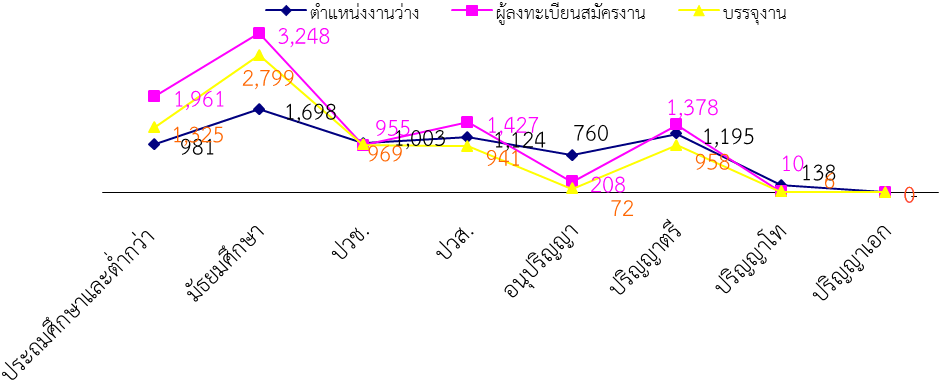 ตำแหน่งงานว่าง ผู้ลงทะเบียนสมัครงาน บรรจุงาน
3,248
2,799
1,961
1,698
1,325
981
955
1,003
969
1,427
1,124
941
760
208
72
1,378
1,195
958
10
138
6
0
ประถมศึกษาและต่ำกว่า
มัธยมศึกษา
ปวช.
ปวส.
อนุปริญญา
ปริญญาตรี
ปริญญาโท
ปริญญาเอก